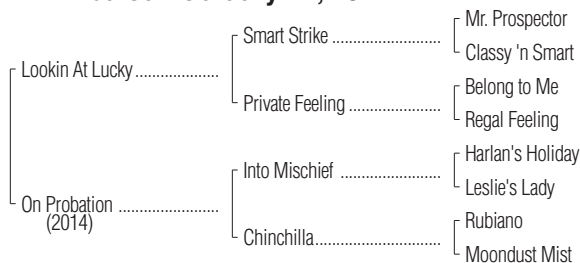 Smart Strike
Mr. Prospector
Classy 'n Smart
Lookin At Lucky
Private Feeling
Belong to Me
Regal Feeling
Into Mischief
Harlan's Holiday
Leslie's Lady
On Probation
(2014)
Chinchilla
Rubiano
Moondust Mist